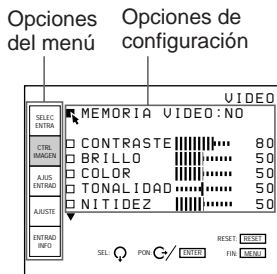 Opciones del menú
Opciones de configuración
VIDEO
SELEC ENTRA
CTRL IMAGEN
AJUS ENTRAD
AJUSTE
ENTRAD INFO
MEMORIA VIDEO:NO
CONTRASTE 80
BRILLO 50
COLOR 50
TONALIDAD 50
NITIDEZ 50
SEL: PON: / ENTER
RESET: RESET
FIN: MENU